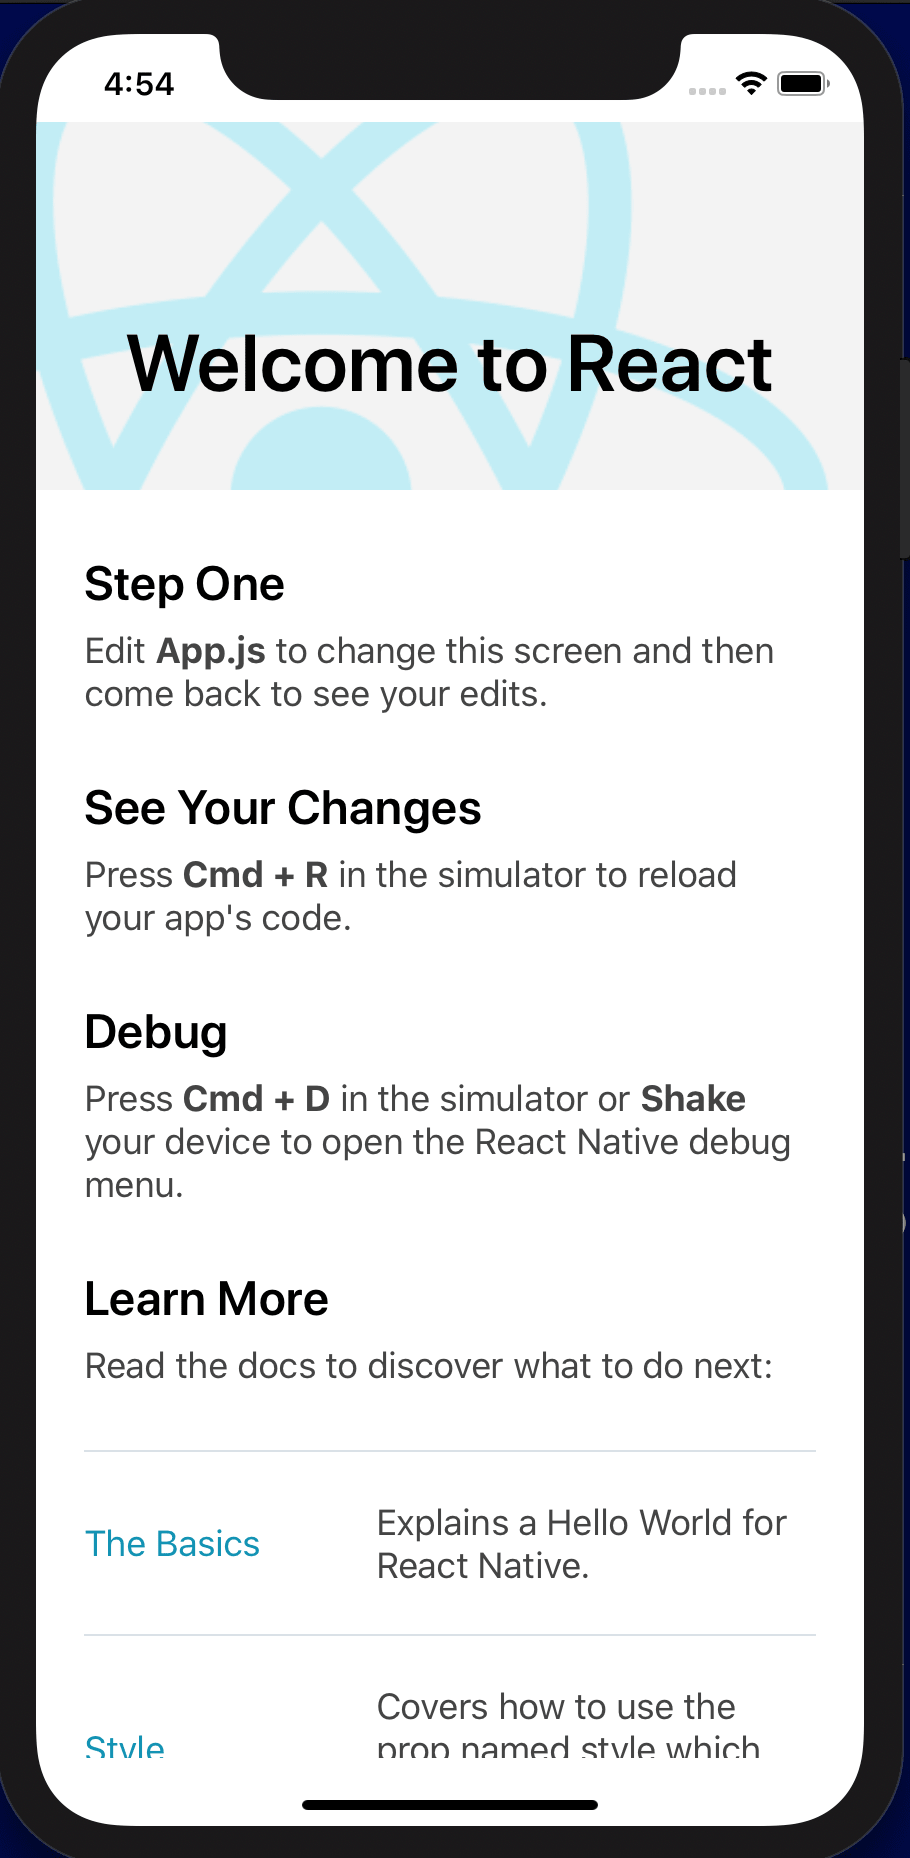 4:54
Welcome to React
Step One
Edit App.js to change this screen and then
come back to see your edits.
See Your Changes
Press Cmd + R in the simulator to reload
your app's code.
Debug
Press Cmd + D in the simulator or Shake
your device to open the React Native debug
menu.
Learn More
Read the docs to discover what to do next:
The Basics
Explains a Hello World for
React Native.
Style
Covers how to use the
prop named style which